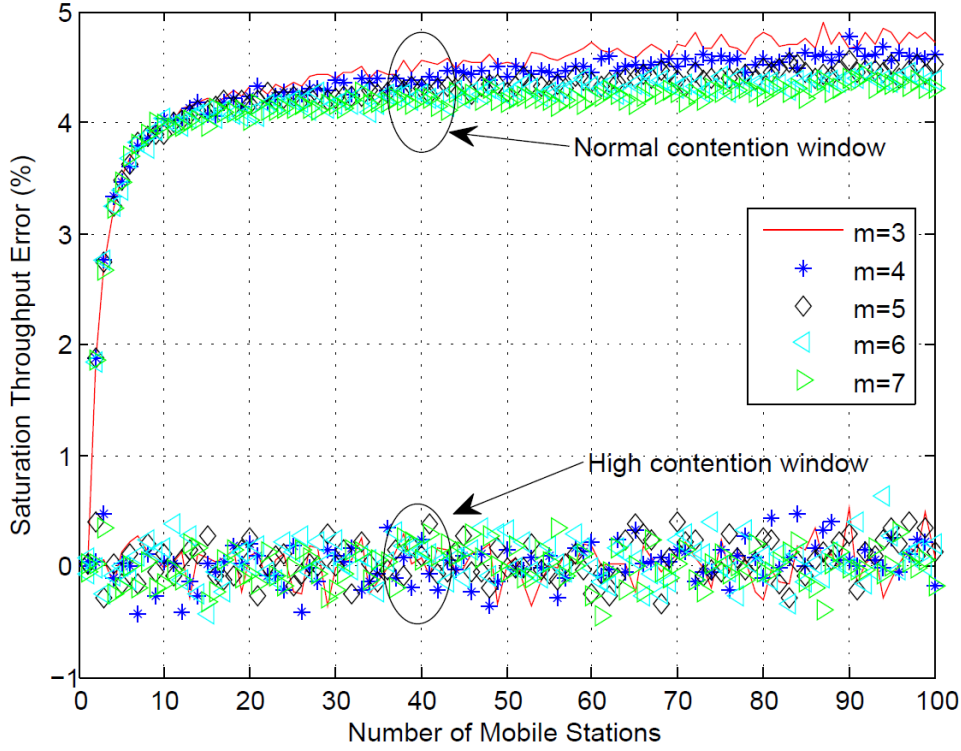 5
4
3
2
1
0
−1
Saturation Throughput Error (%)
Normal contention window
m=3
m=4
m=5
m=6
m=7
High contention window
0 10 20 30 40 50 60 70 80 90 100
Number of Mobile Stations